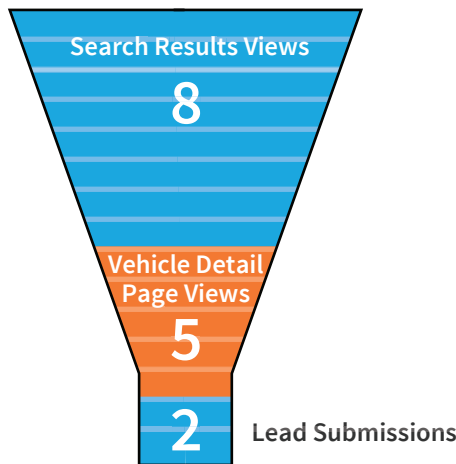 Search Results Views
8
Vehicle Detail
Page Views
5
2
Lead Submissions